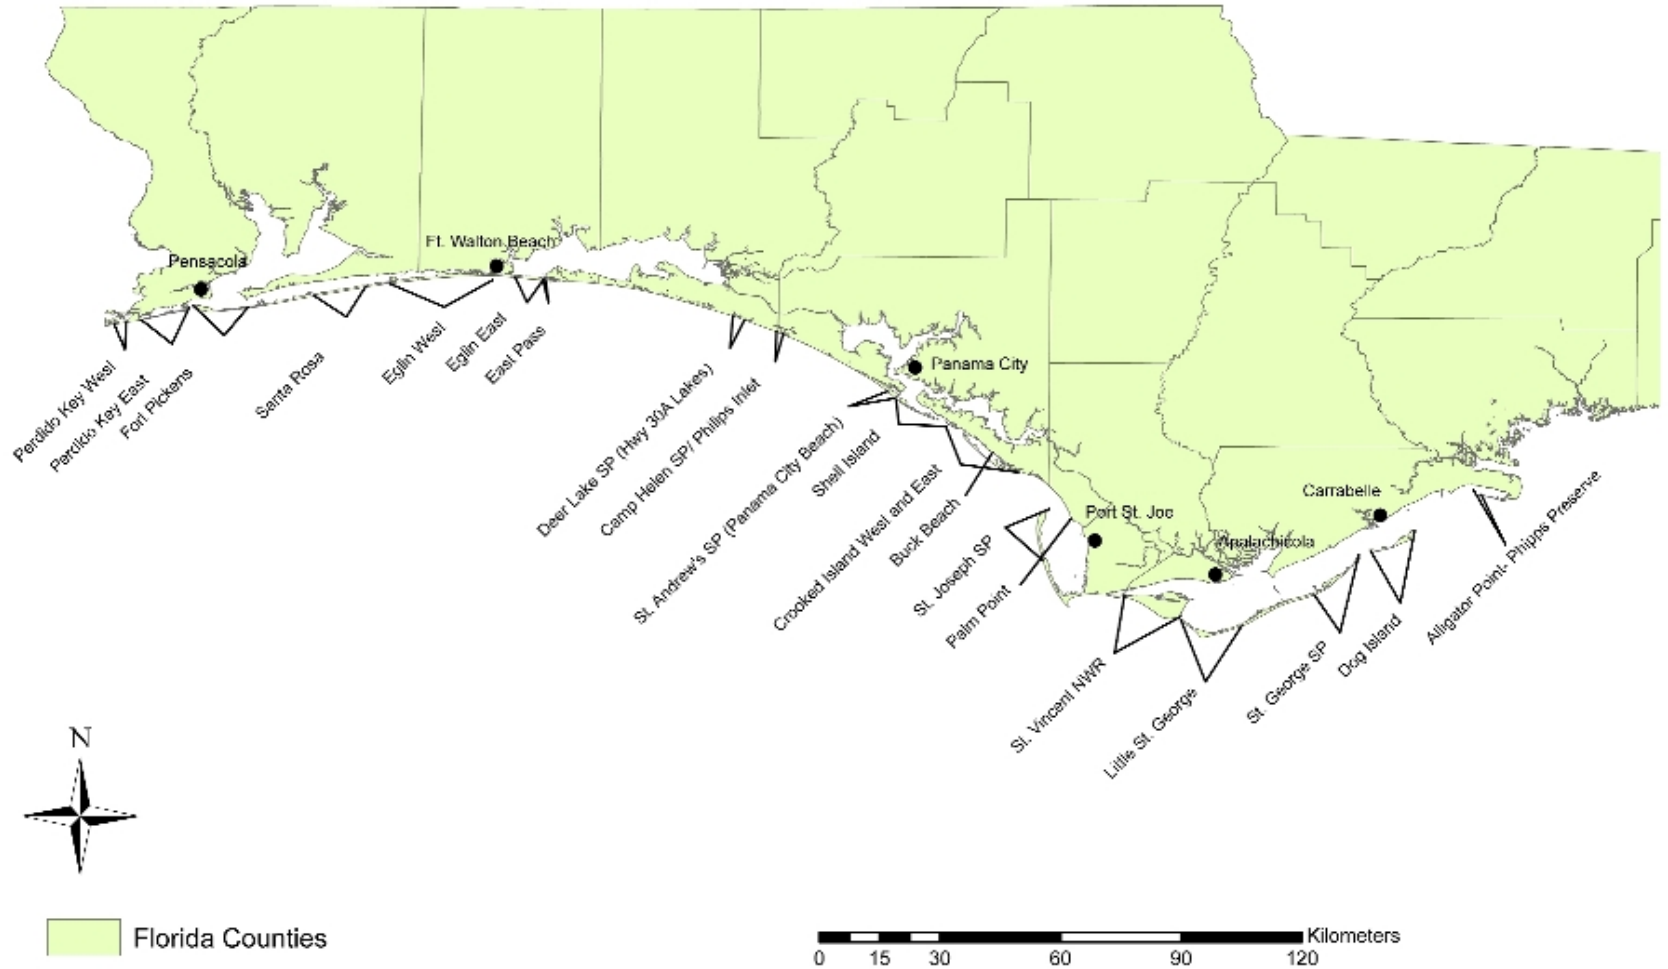 Ft. Walton Beach
Pensacola
Panama City
Port St. Joe
Carrabelle
Apalachicola
Perdido Key West
Perdido Key East
Fort Pickens
Santa Rosa
Eglin West
Eglin East
East Pass
Deer Lake SP (Hwy 30A Lakes)
Camp Helen SP/ Philips Inlet
St. Andrew's SP (Panama City Beach)
Shell Island
Crooked Island West and East
Buck Beach
St. Joseph SP
Palm Point
St. Vincent NWR
Little St. George
St. George SP
Dog Island
Alligator Point- Phipps Preserve
N
Florida Counties
Kilometers
0 15 30 60 90 120